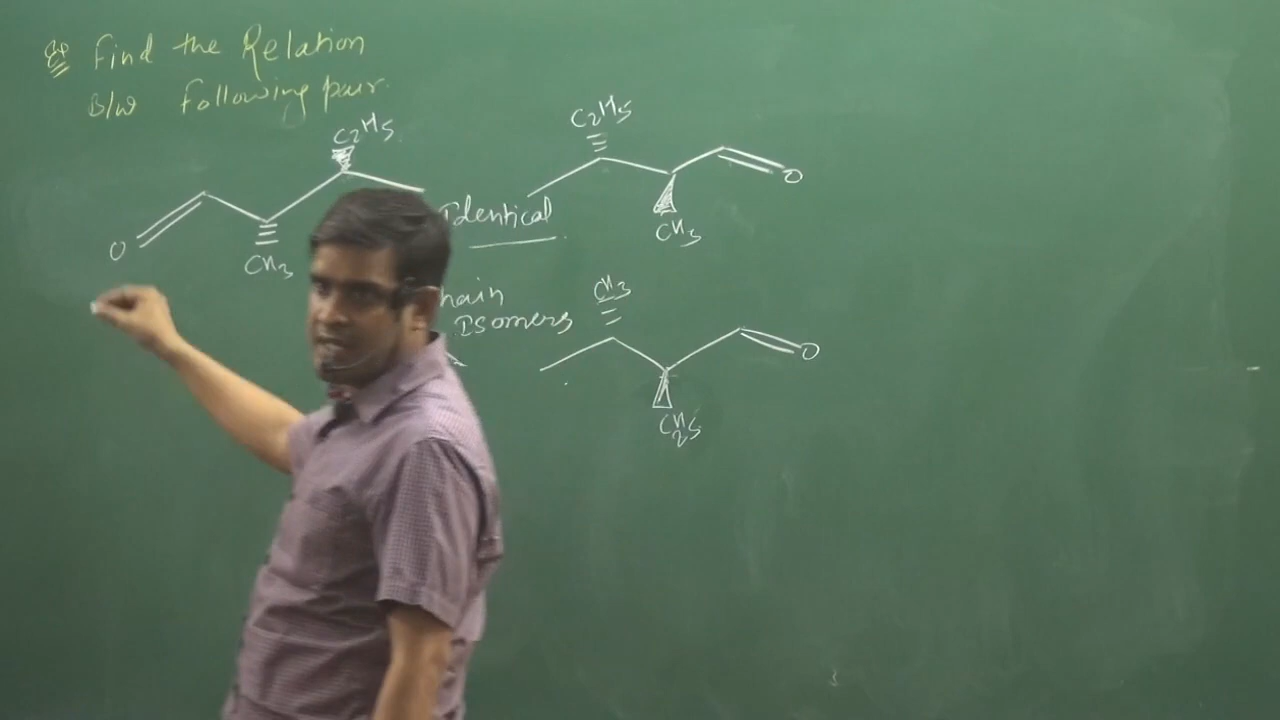 Q Find the Relation
B/W Following pair.
C2H5
C2H5
O
CH3
Identical
CH3
O
Chain
Isomers
CH3
O
C2H5